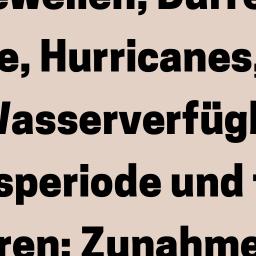 ewellen, Dürre
e, Hurricanes,
Wasserverfügb
speriode und
ren: Zunahme